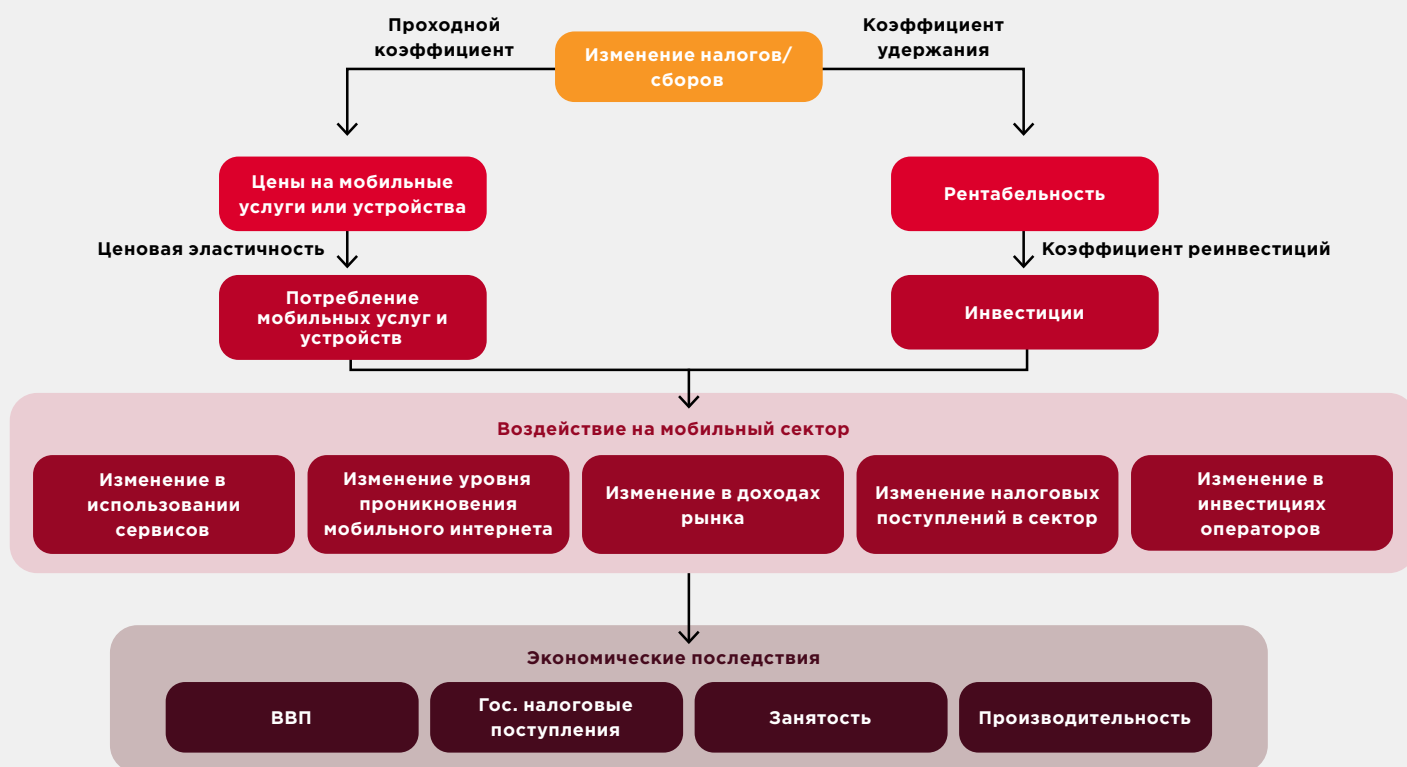 Проходной
коэффициент
Изменение налогов/
сборов
Коэффициент
удержания
Цены на мобильные
услуги или устройства
Рентабельность
Ценовая эластичность
Коэффициент реинвестиций
Потребление
мобильных услуг и
устройств
Инвестиции
Воздействие на мобильный сектор
Изменение в
использовании
сервисов
Изменение уровня
проникновения
мобильного интернета
Изменение в доходах
рынка
Изменение налоговых
поступлений в сектор
Изменение в
инвестициях
операторов
Экономические последствия
ВВП
Гос. налоговые
поступления
Занятость
Производительность